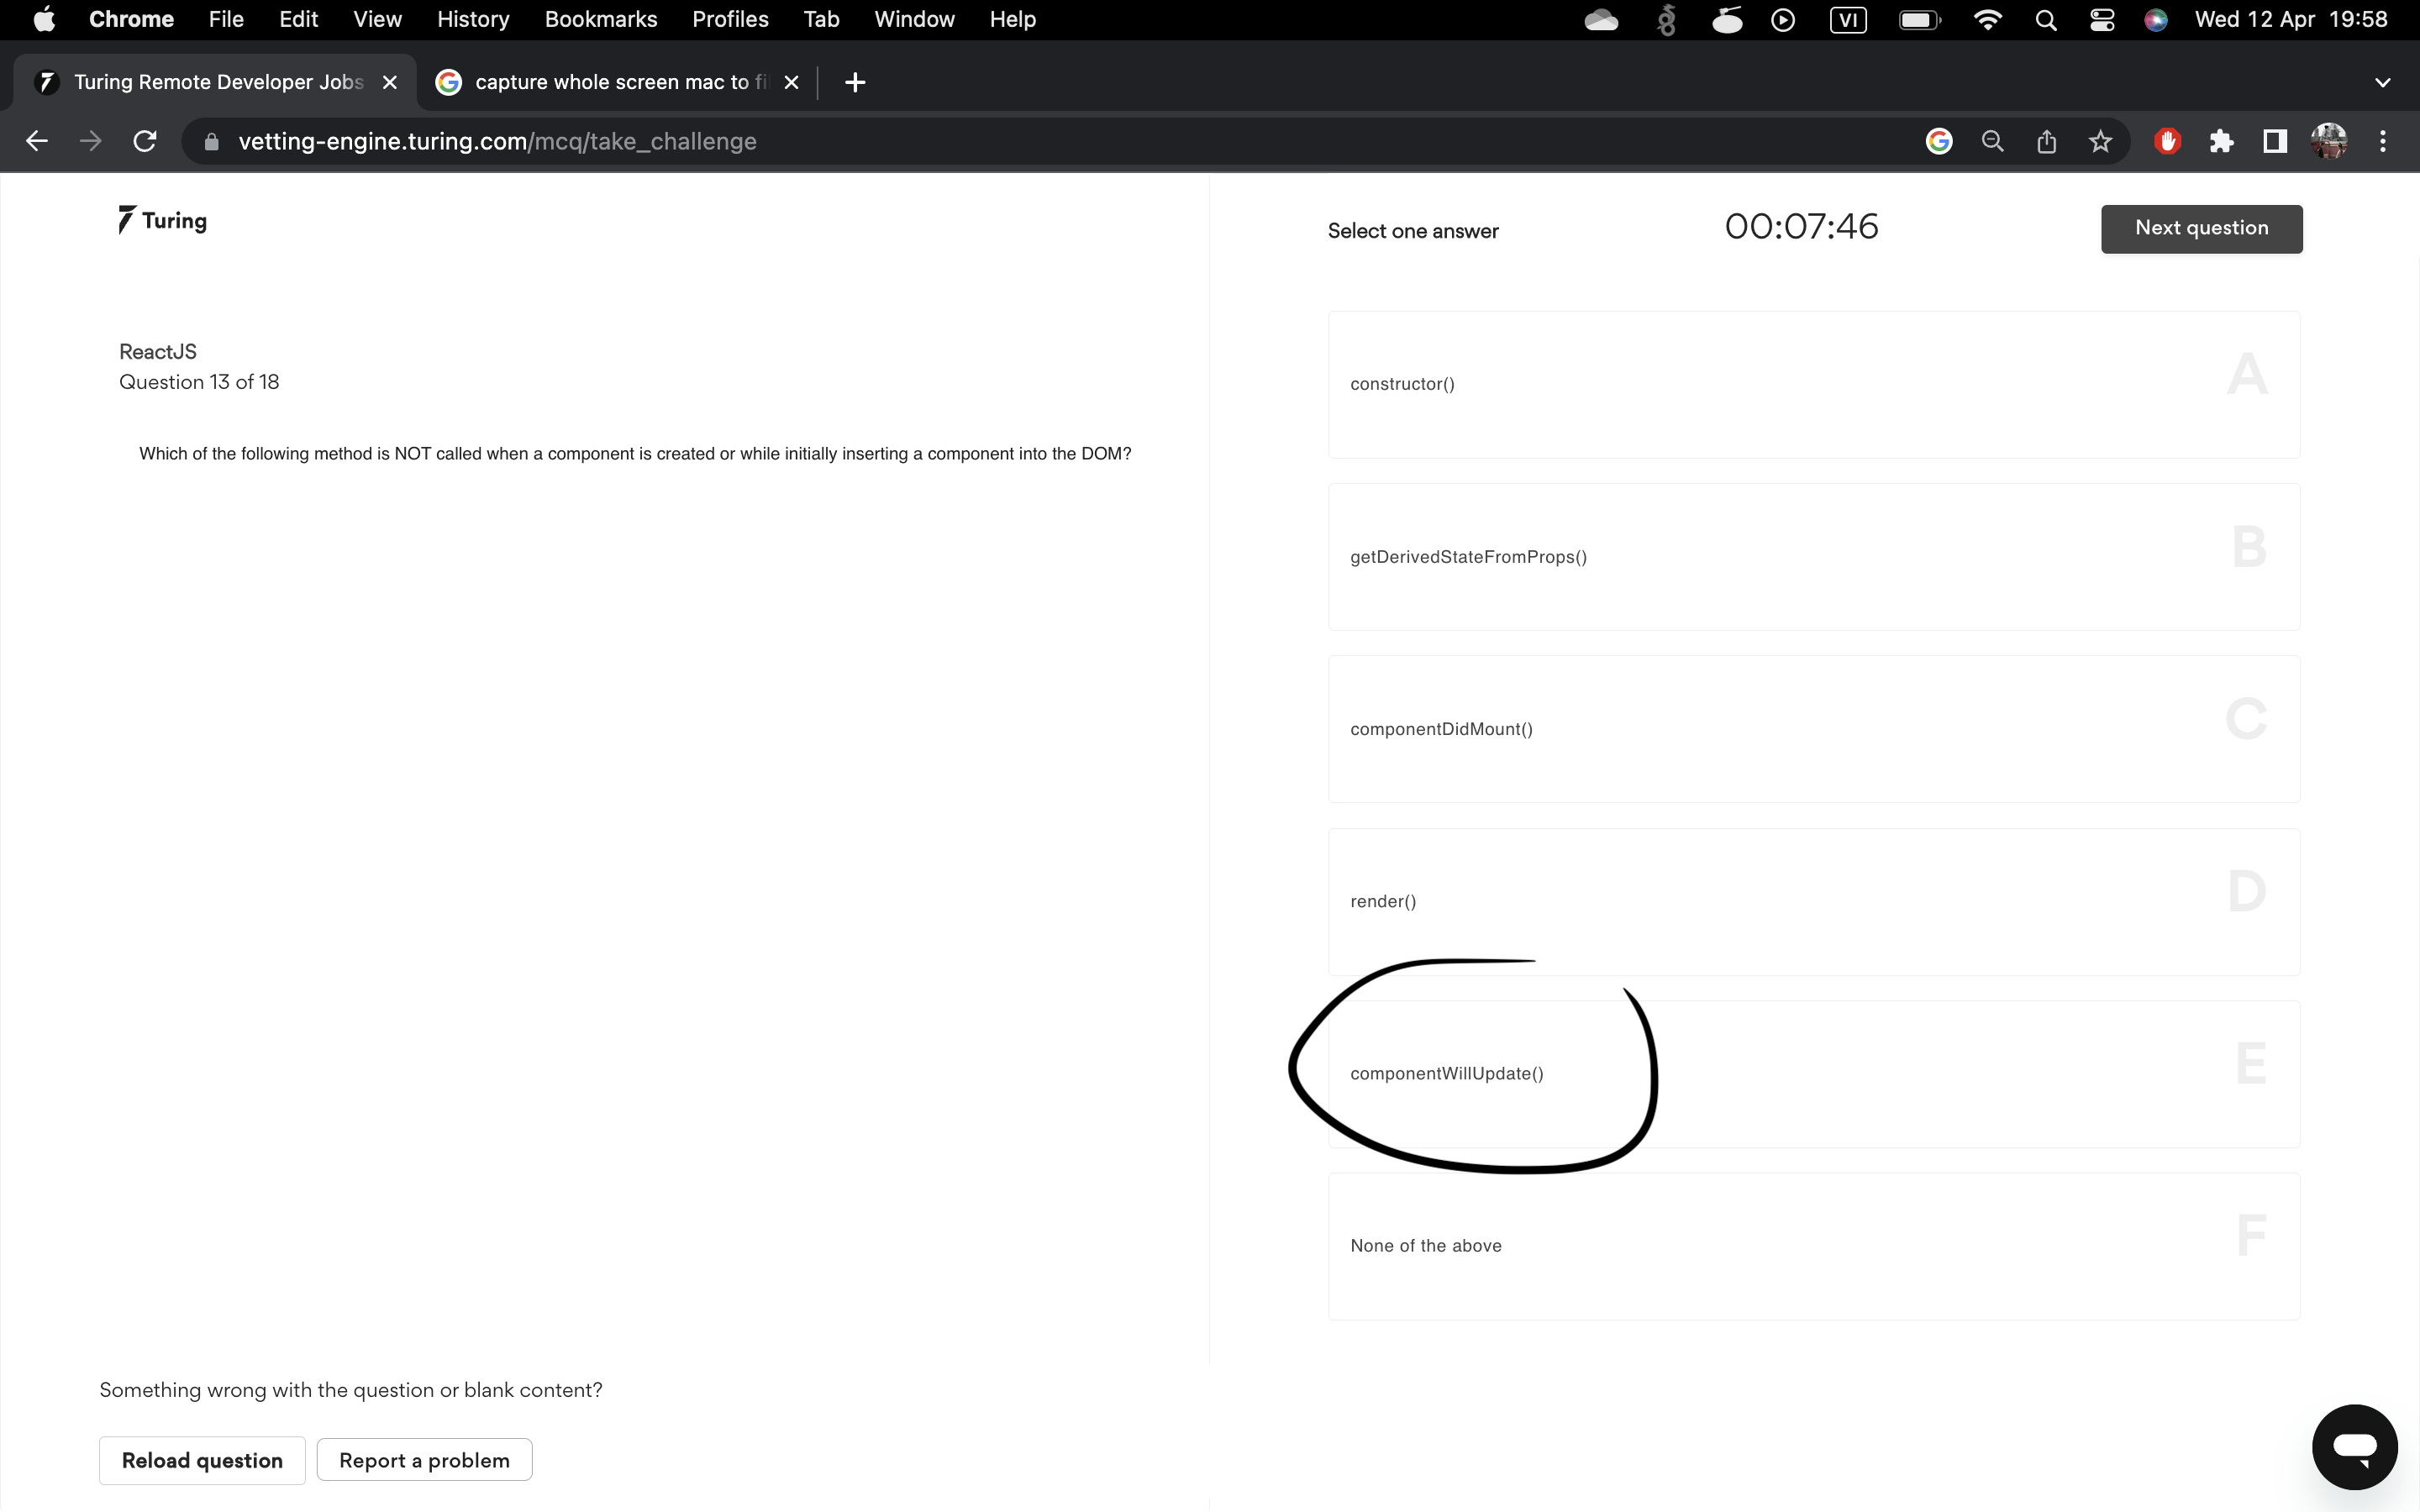 Chrome File Edit View History Bookmarks Profiles Tab Window Help VI Wed 12 Apr 19:58
Turing Remote Developer Jobs capture whole screen mac to fi
vetting-engine.turing.com/mcq/take_challenge
Turing
Select one answer 00:07:46 Next question
ReactJS
Question 13 of 18
Which of the following method is NOT called when a component is created or while initially inserting a component into the DOM?
constructor() A
getDerivedStateFromProps() B
componentDidMount() C
render() D
componentWillUpdate() E
None of the above F
Something wrong with the question or blank content?
Reload question Report a problem